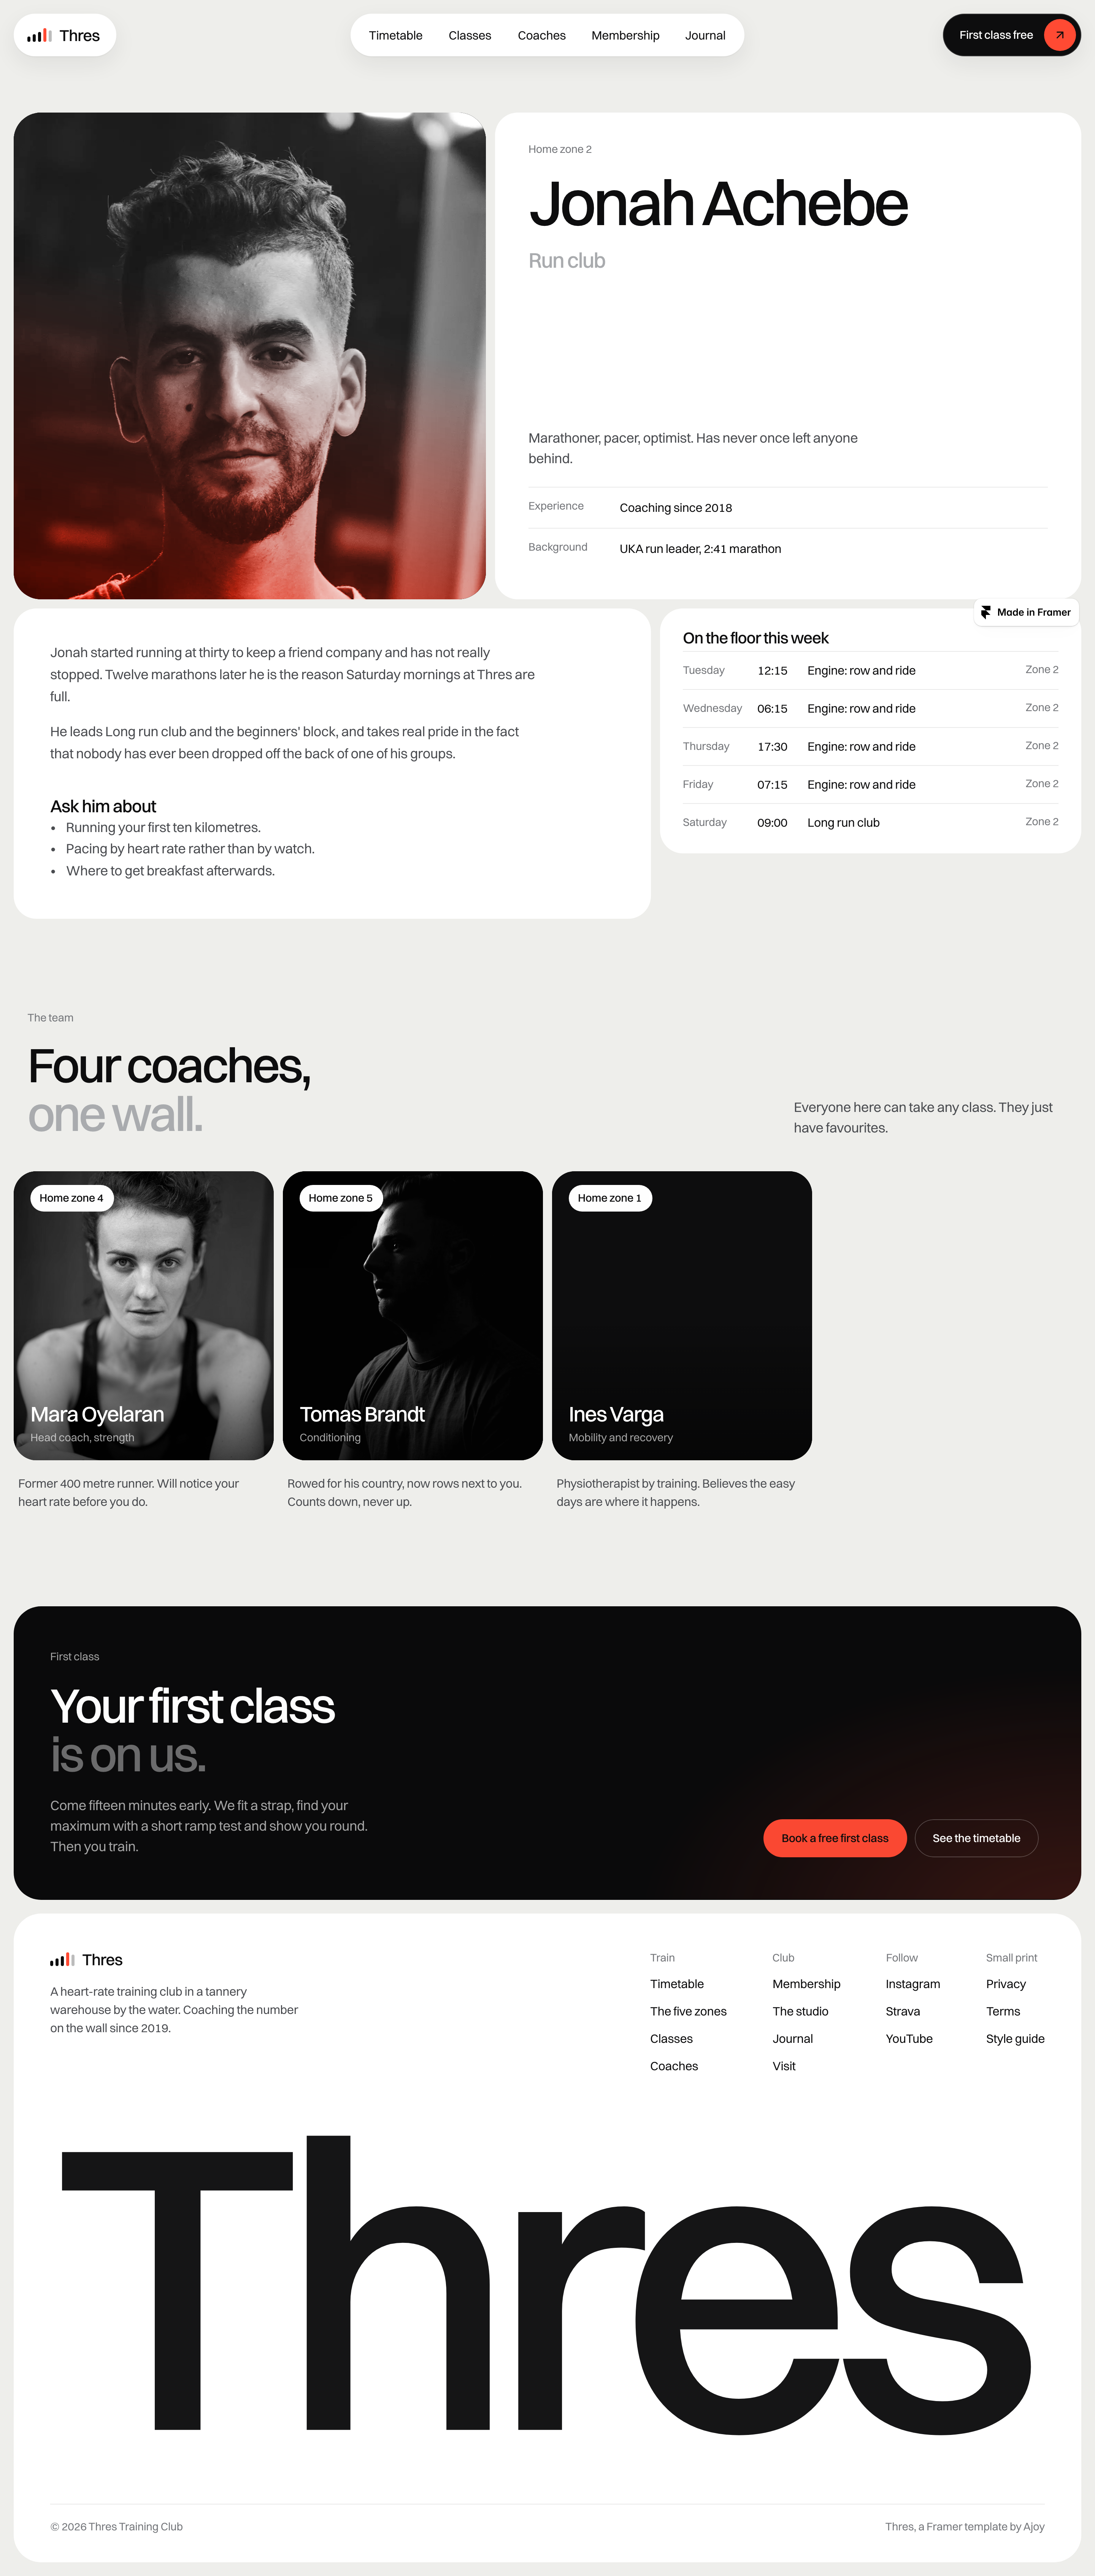 Thres
Timetable Classes Coaches Membership Journal
First class free
Home zone 2
Jonah Achebe
Run club
Marathoner, pacer, optimist. Has never once left anyone
behind.
Experience Coaching since 2018
Background UKA run leader, 2:41 marathon
Made in Framer
Jonah started running at thirty to keep a friend company and has not really
stopped. Twelve marathons later he is the reason Saturday mornings at Thres are
full.
He leads Long run club and the beginners' block, and takes real pride in the fact
that nobody has ever been dropped off the back of one of his groups.
Ask him about
• Running your first ten kilometres.
• Pacing by heart rate rather than by watch.
• Where to get breakfast afterwards.
On the floor this week
Tuesday 12:15 Engine: row and ride Zone 2
Wednesday 06:15 Engine: row and ride Zone 2
Thursday 17:30 Engine: row and ride Zone 2
Friday 07:15 Engine: row and ride Zone 2
Saturday 09:00 Long run club Zone 2
The team
Four coaches,
one wall.
Everyone here can take any class. They just
have favourites.
Home zone 4
Mara Oyelaran
Head coach, strength
Former 400 metre runner. Will notice your
heart rate before you do.
Home zone 5
Tomas Brandt
Conditioning
Rowed for his country, now rows next to you.
Counts down, never up.
Home zone 1
Ines Varga
Mobility and recovery
Physiotherapist by training. Believes the easy
days are where it happens.
First class
Your first class
is on us.
Come fifteen minutes early. We fit a strap, find your
maximum with a short ramp test and show you round.
Then you train.
Book a free first class
See the timetable
Thres
A heart-rate training club in a tannery
warehouse by the water. Coaching the number
on the wall since 2019.
Train
Timetable
The five zones
Classes
Coaches
Club
Membership
The studio
Journal
Visit
Follow
Instagram
Strava
YouTube
Small print
Privacy
Terms
Style guide
Thres
© 2026 Thres Training Club
Thres, a Framer template by Ajoy